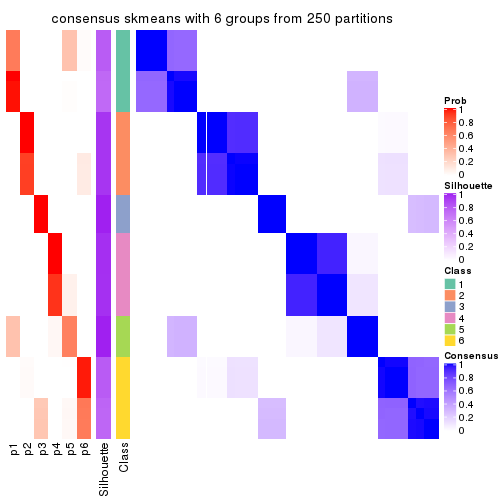 consensus skmeans with 6 groups from 250 partitions
Prob
1
0.8
0.6
0.4
0.2
0
Silhouette
1
0.8
0.6
0.4
0.2
0
Class
1
2
3
4
5
6
Consensus
1
0.8
0.6
0.4
0.2
0
p1
p2
p3
p4
p5
p6
Silhouette
Class